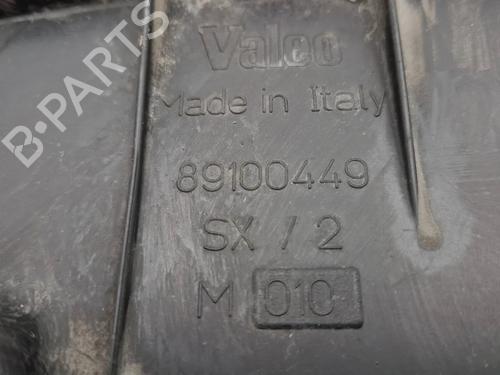 Valeo
Made in Italy
89100449
SX / 2
M 010
B-PARTS